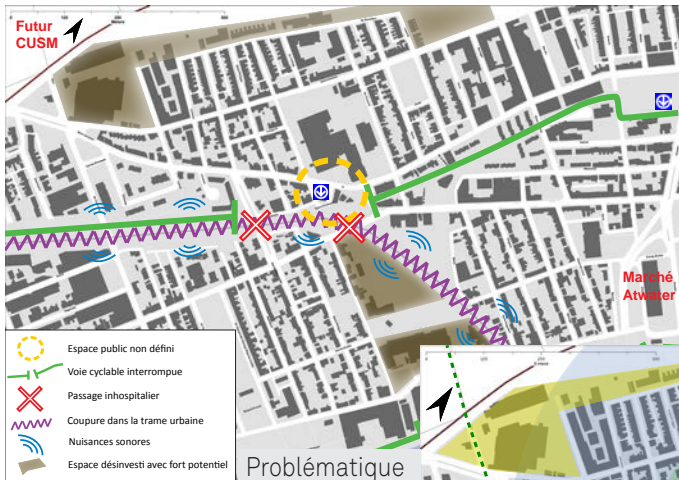 Futur
CUSM
Marché
Atwater
Espace public non défini
Voie cyclable interrompue
Passage inhospitalier
Coupure dans la trame urbaine
Nuisances sonores
Espace désinvesti avec fort potentiel
Problématique